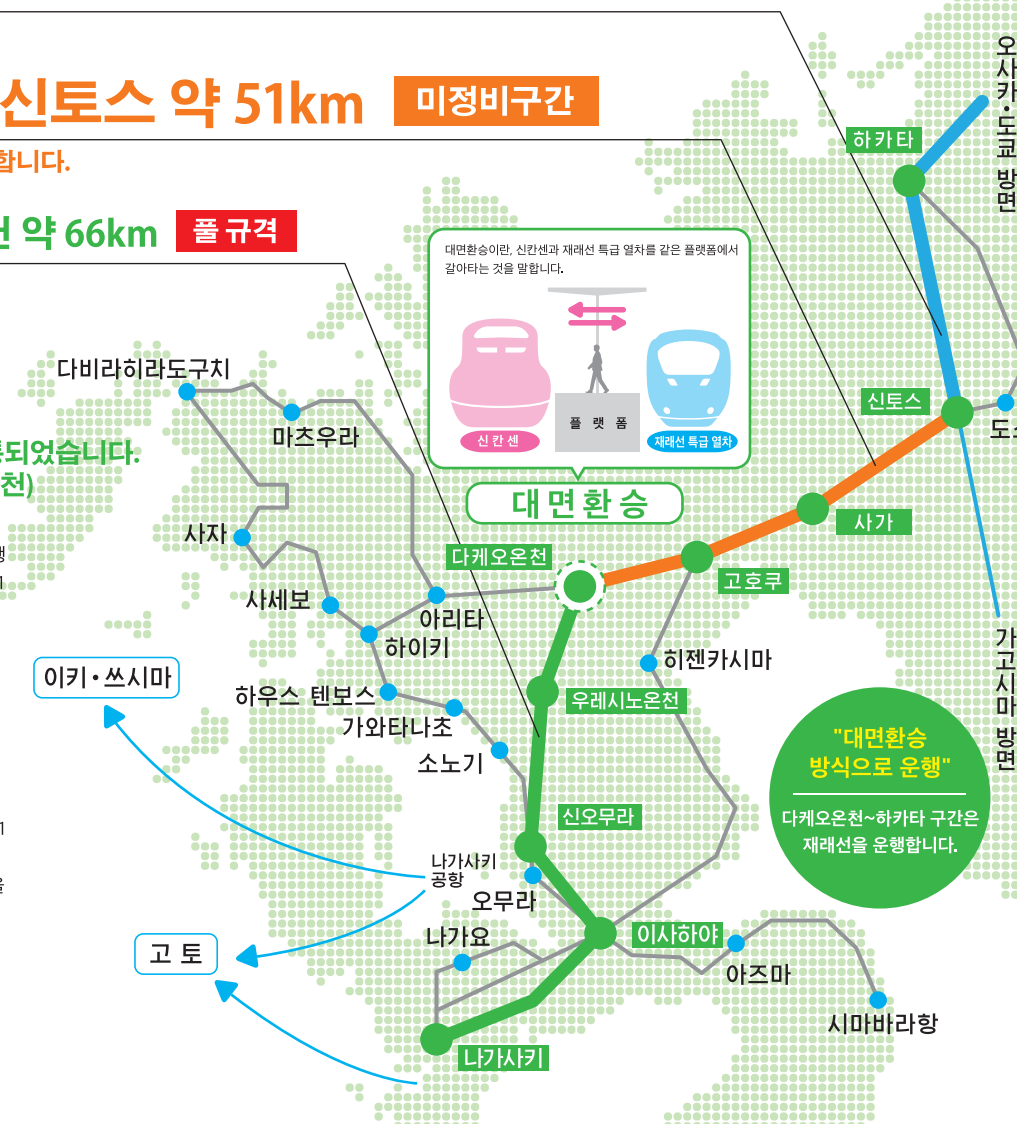 신토스 약 51km 미정비구간
합니다.
약 66km 풀 규격
되었습니다.
천)
대면환승이란, 신칸센과 재래선 특급 열차를 같은 플랫폼에서
갈아타는 것을 말합니다.
신칸센
플 랫 폼
재래선 특급 열차
대면환승
오사카・도쿄 방면
하카타
신토스
사가
고호쿠
다케오온천
우레시노온천
신오무라
이사하야
나가사키
다비라히라도구치
마츠우라
사자
사세보
아리타
하이키
하우스 텐보스
가와타나초
소노기
히젠카시마
이키・쓰시마
나가사키
공항
오무라
나가요
고 토
아즈마
시마바라항
가고시마 방면
"대면환승
방식으로 운행"
다케오온천~하카타 구간은
재래선을 운행합니다.